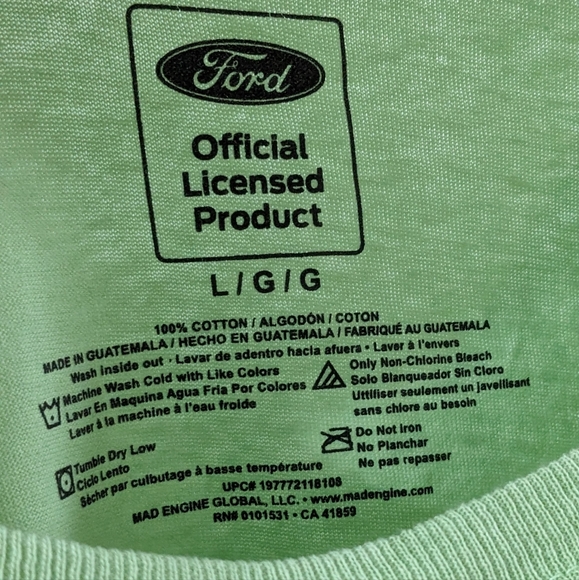 Ford
Official
Licensed
Product
L / G / G
100% COTTON / ALGODÓN / COTON
MADE IN GUATEMALA / HECHO EN GUATEMALA / FABRIQUÉ AU GUATEMALA
Wash inside out • Lavar de adentro hacia afuera • Laver à l'envers
Machine Wash Cold with Like Colors
Lavar En Maquina Agua Fria Por Colores
Laver à la machine à l'eau froide
Only Non-Chlorine Bleach
Solo Blanqueador Sin Cloro
Uttiliser seulement un javellisant
sans chlore au besoin
Tumble Dry Low
Ciclo Lento
Sécher par culbutage à basse température
Do Not Iron
No Planchar
Ne pas repasser
UPC# 197772118108
MAD ENGINE GLOBAL, LLC. • www.madengine.com
RN# 0101531 • CA 41859